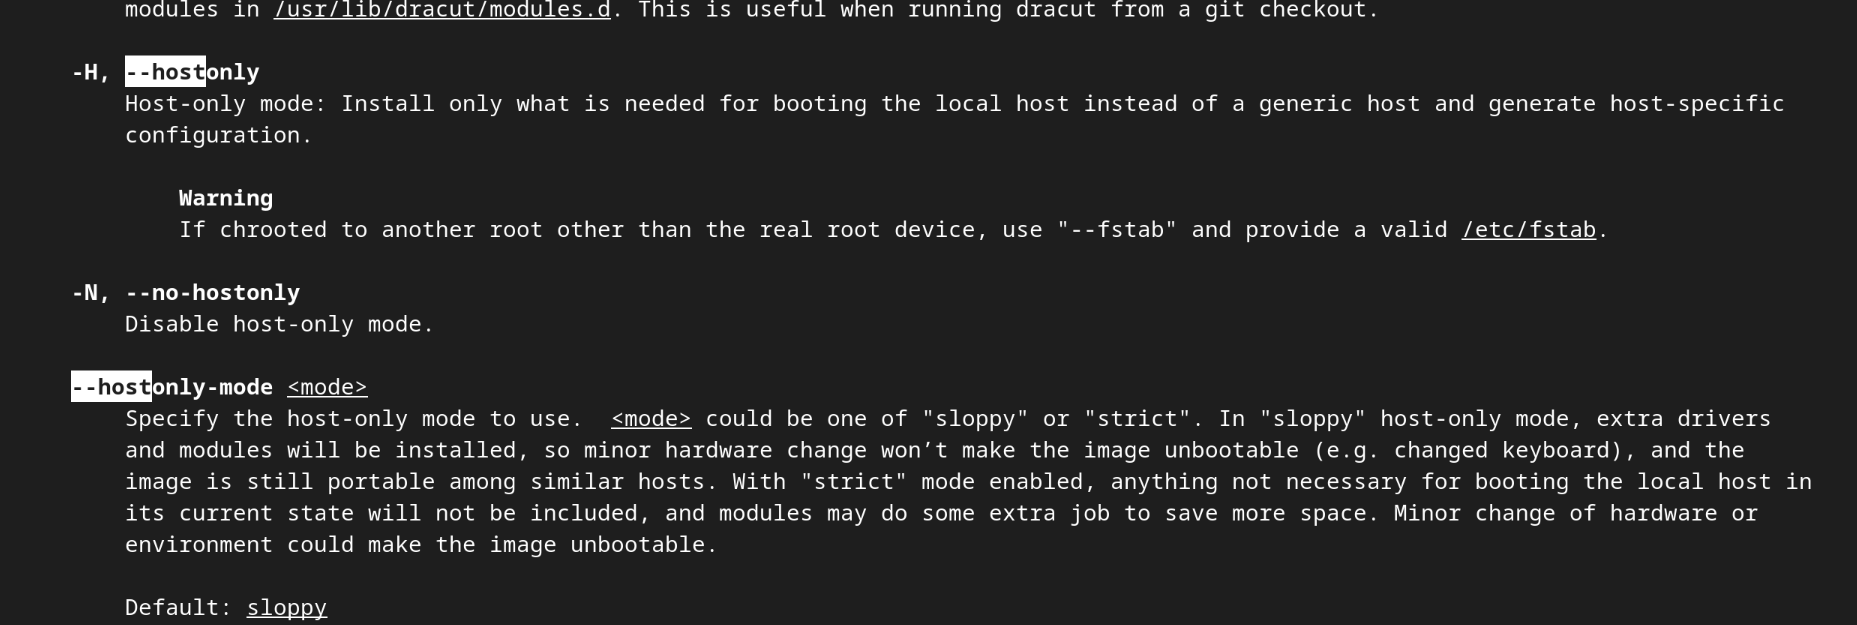 modules in /usr/lib/dracut/modules.d. This is useful when running dracut from a git checkout.
-H, --hostonly
Host-only mode: Install only what is needed for booting the local host instead of a generic host and generate host-specific
configuration.
Warning
If chrooted to another root other than the real root device, use "--fstab" and provide a valid /etc/fstab.
-N, --no-hostonly
Disable host-only mode.
--hostonly-mode <mode>
Specify the host-only mode to use.  <mode> could be one of "sloppy" or "strict". In "sloppy" host-only mode, extra drivers
and modules will be installed, so minor hardware change won’t make the image unbootable (e.g. changed keyboard), and the
image is still portable among similar hosts. With "strict" mode enabled, anything not necessary for booting the local host in
its current state will not be included, and modules may do some extra job to save more space. Minor change of hardware or
environment could make the image unbootable.
Default: sloppy